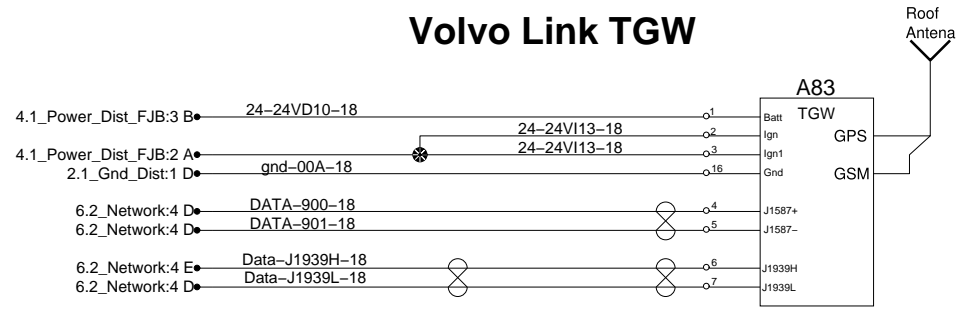 Volvo Link TGW
Roof
Antena
A83
4.1_Power_Dist_FJB:3 B 24–24VD10–18 1 Batt TGW
24–24VI13–18 2 Ign GPS
4.1_Power_Dist_FJB:2 A 24–24VI13–18 3 Ign1
2.1_Gnd_Dist:1 D gnd–00A–18 16 Gnd GSM
6.2_Network:4 D DATA–900–18 4 J1587+
6.2_Network:4 D DATA–901–18 5 J1587–
6.2_Network:4 E Data–J1939H–18 6 J1939H
6.2_Network:4 D Data–J1939L–18 7 J1939L